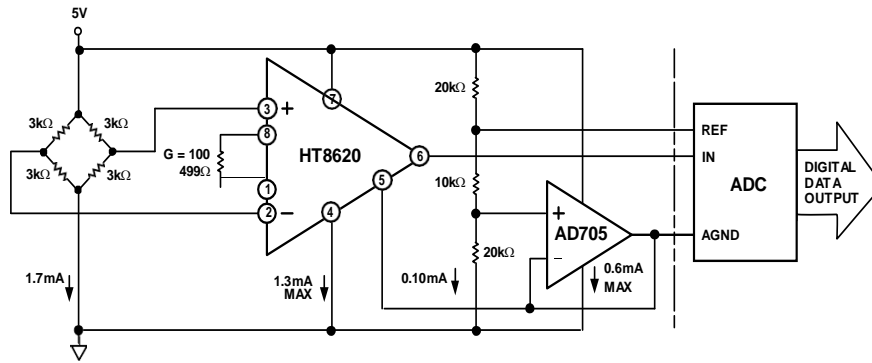 5V
3kΩ
3kΩ
3kΩ
3kΩ
1.7mA
G = 100
499Ω
3
+
8
1
2
−
7
HT8620
6
5
4
1.3mA
MAX
0.10mA
20kΩ
10kΩ
20kΩ
+
AD705
−
0.6mA
MAX
REF
IN
ADC
AGND
DIGITAL
DATA
OUTPUT